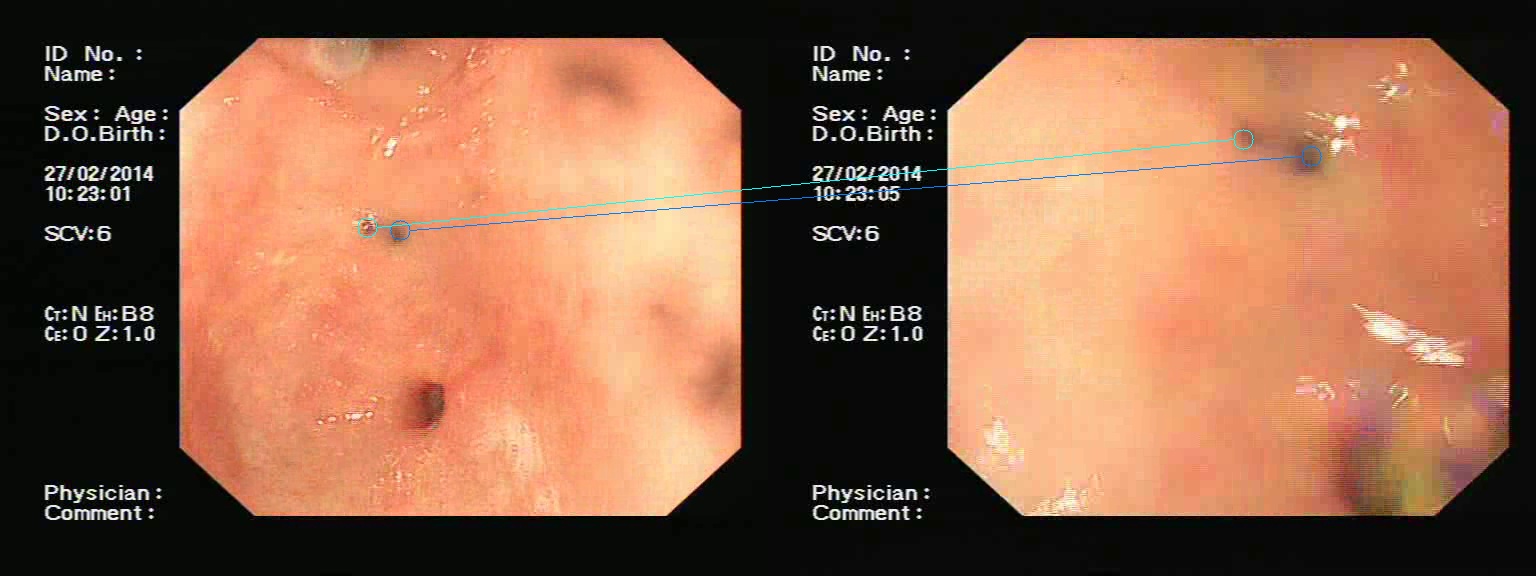 ID No. :
Name:
Sex: Age:
D.O.Birth:
27/02/2014
10:23:01
SCV:6
CT:N EH:B8
CE:0 Z:1.0
Physician:
Comment:
ID No. :
Name:
Sex: Age:
D.O.Birth:
27/02/2014
10:23:05
SCV:6
CT:N EH:B8
CE:0 Z:1.0
Physician:
Comment: